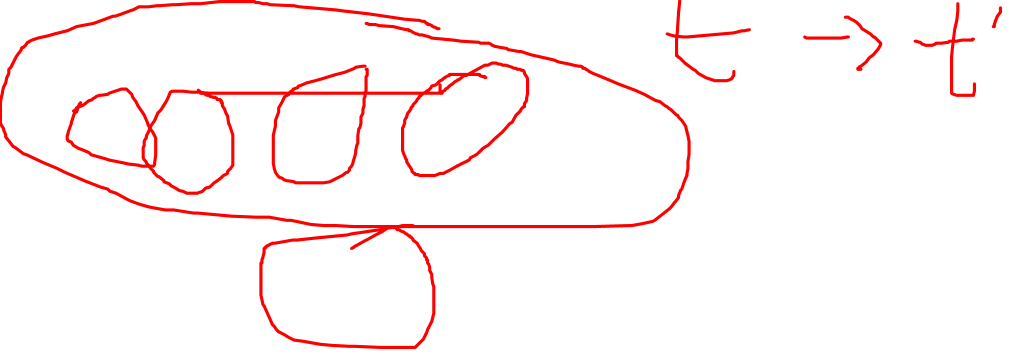 t → t'